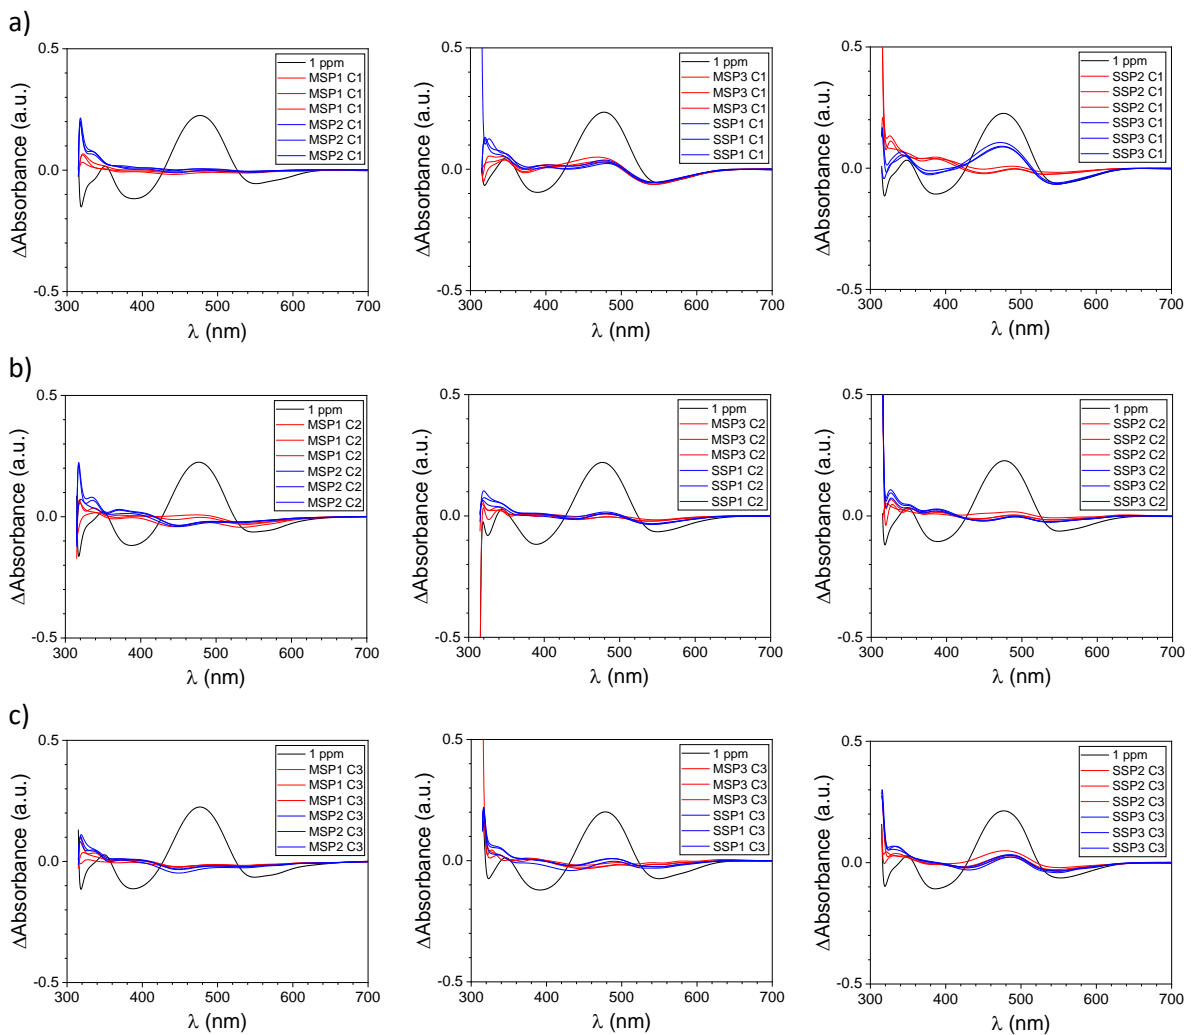 a)
0.5
0.0
-0.5
ΔAbsorbance (a.u.)
300 400 500 600 700
λ (nm)
1 ppm
MSP1 C1
MSP1 C1
MSP1 C1
MSP2 C1
MSP2 C1
MSP2 C1
0.5
0.0
-0.5
ΔAbsorbance (a.u.)
300 400 500 600 700
λ (nm)
1 ppm
MSP3 C1
MSP3 C1
MSP3 C1
SSP1 C1
SSP1 C1
SSP1 C1
0.5
0.0
-0.5
ΔAbsorbance (a.u.)
300 400 500 600 700
λ (nm)
1 ppm
SSP2 C1
SSP2 C1
SSP2 C1
SSP3 C1
SSP3 C1
SSP3 C1
b)
0.5
0.0
-0.5
ΔAbsorbance (a.u.)
300 400 500 600 700
λ (nm)
1 ppm
MSP1 C2
MSP1 C2
MSP1 C2
MSP2 C2
MSP2 C2
MSP2 C2
0.5
0.0
-0.5
ΔAbsorbance (a.u.)
300 400 500 600 700
λ (nm)
1 ppm
MSP3 C2
MSP3 C2
MSP3 C2
SSP1 C2
SSP1 C2
SSP1 C2
0.5
0.0
-0.5
ΔAbsorbance (a.u.)
300 400 500 600 700
λ (nm)
1 ppm
SSP2 C2
SSP2 C2
SSP2 C2
SSP3 C2
SSP3 C2
SSP3 C2
c)
0.5
0.0
-0.5
ΔAbsorbance (a.u.)
300 400 500 600 700
λ (nm)
1 ppm
MSP1 C3
MSP1 C3
MSP1 C3
MSP2 C3
MSP2 C3
MSP2 C3
0.5
0.0
-0.5
ΔAbsorbance (a.u.)
300 400 500 600 700
λ (nm)
1 ppm
MSP3 C3
MSP3 C3
MSP3 C3
SSP1 C3
SSP1 C3
SSP1 C3
0.5
0.0
-0.5
ΔAbsorbance (a.u.)
300 400 500 600 700
λ (nm)
1 ppm
SSP2 C3
SSP2 C3
SSP2 C3
SSP3 C3
SSP3 C3
SSP3 C3